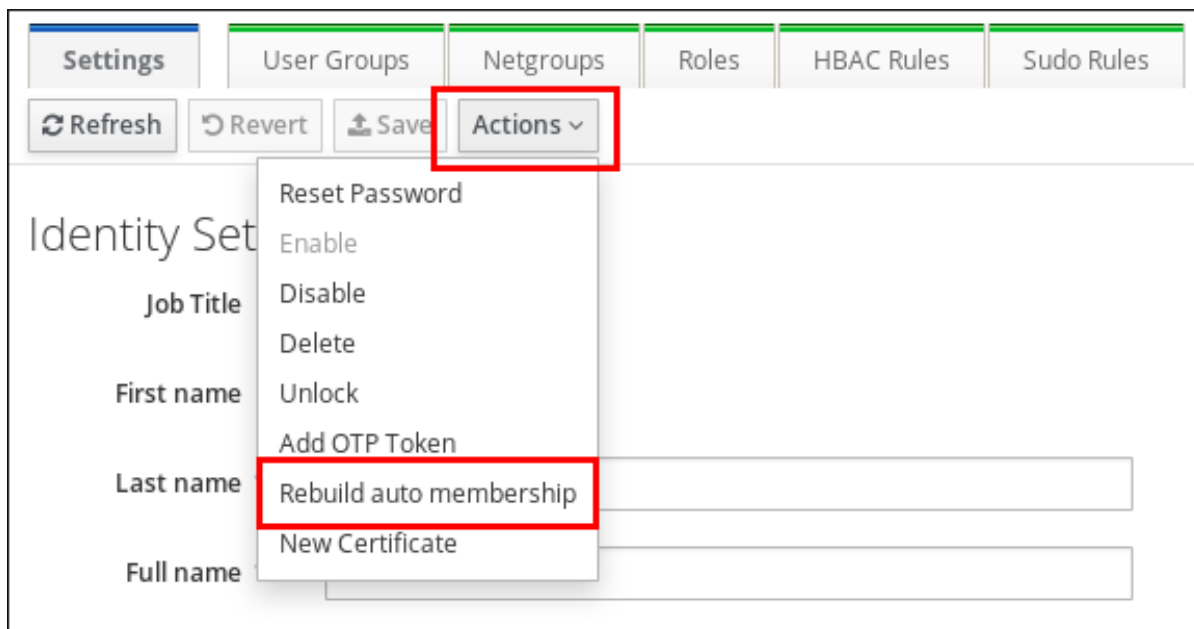 Settings User Groups Netgroups Roles HBAC Rules Sudo Rules
Refresh Revert Save Actions
Reset Password
Identity Set
Enable
Job Title
Disable
Delete
First name
Unlock
Add OTP Token
Last name
Rebuild auto membership
New Certificate
Full name